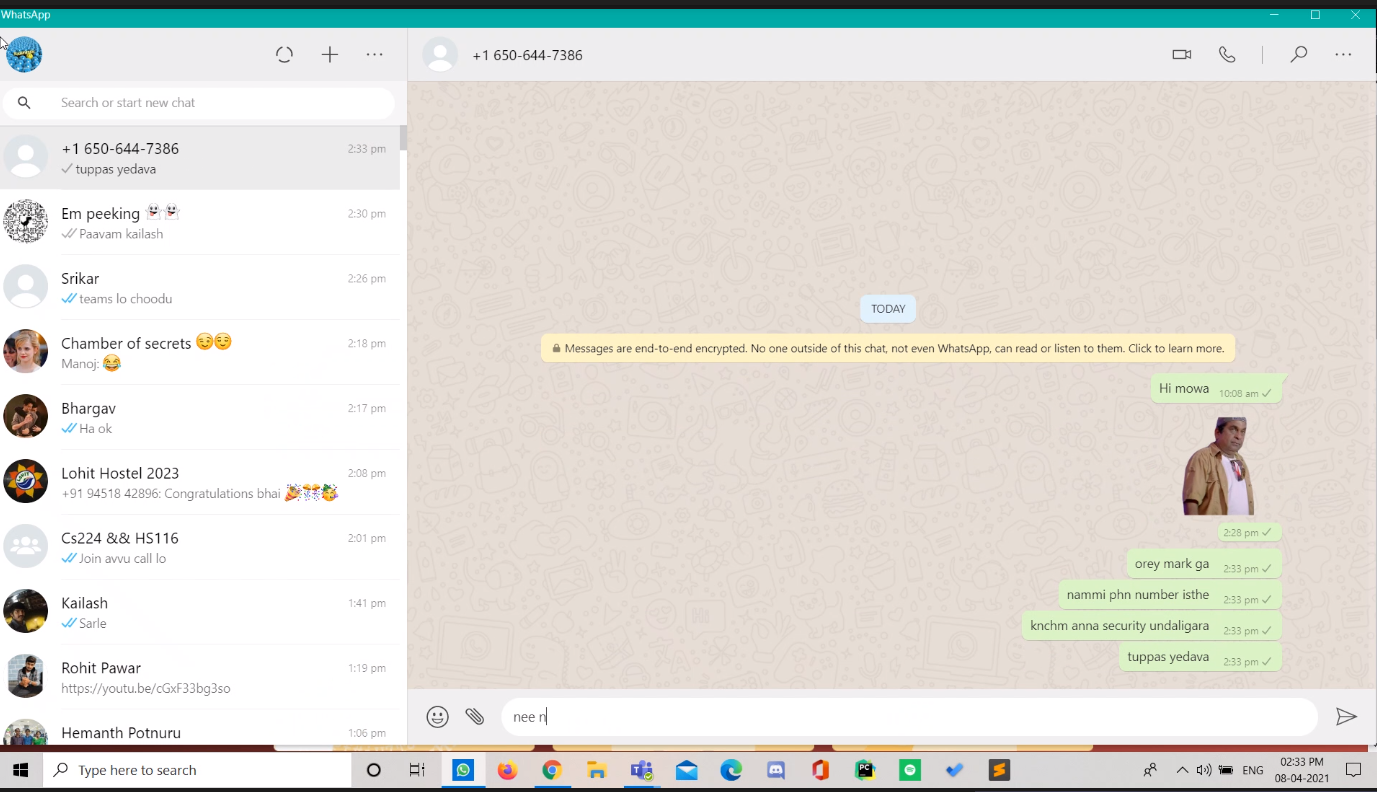 WhatsApp
Search or start new chat
+1 650-644-7386
2:33 pm
tuppas yedava
Em peeking 👻👻
2:30 pm
Paavam kailash
Srikar
2:26 pm
teams lo choodu
Chamber of secrets 😏😏
2:18 pm
Manoj: 😂
Bhargav
2:17 pm
Ha ok
Lohit Hostel 2023
2:08 pm
+91 94518 42896: Congratulations bhai 🎉🎊🥳
Cs224 && HS116
2:01 pm
Join avvu call lo
Kailash
1:41 pm
Sarle
Rohit Pawar
1:19 pm
https://youtu.be/cGxF33bg3so
Hemanth Potnuru
1:06 pm
+1 650-644-7386
TODAY
Messages are end-to-end encrypted. No one outside of this chat, not even WhatsApp, can read or listen to them. Click to learn more.
Hi mowa 10:08 am
2:28 pm
orey mark ga 2:33 pm
nammi phn number isthe 2:33 pm
knchm anna security undaligara 2:33 pm
tuppas yedava 2:33 pm
nee n
Type here to search
ENG
02:33 PM
08-04-2021